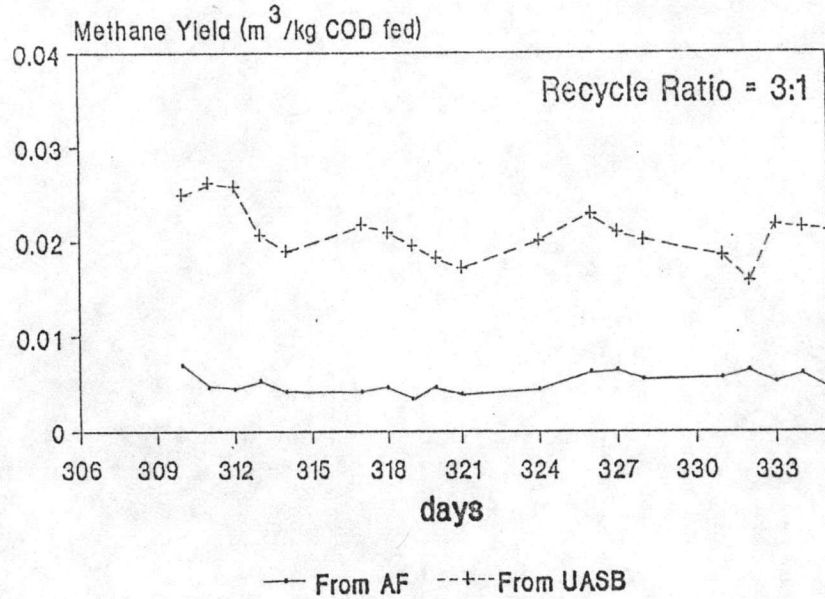 Methane Yield (m³/kg COD fed)
0.04
Recycle Ratio = 3:1
0.03
0.02
0.01
0
306 309 312 315 318 321 324 327 330 333
days
From AF From UASB